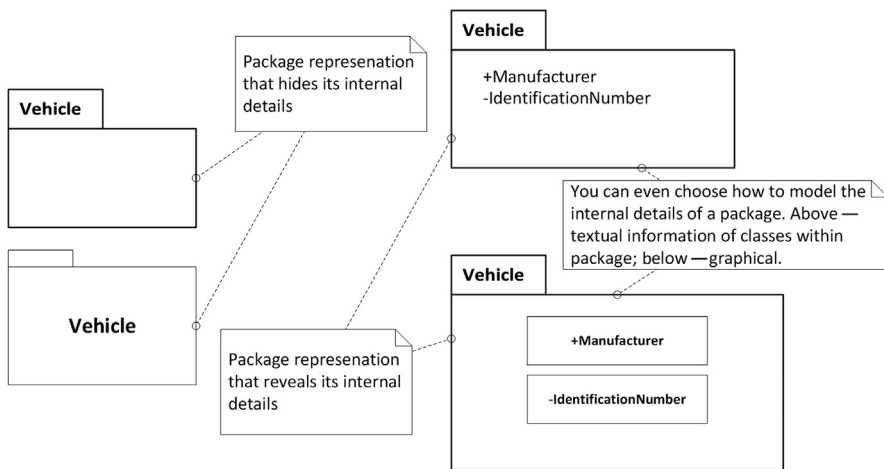 Vehicle
Package represenation
that hides its internal
details
Vehicle
+Manufacturer
-IdentificationNumber
You can even choose how to model the
internal details of a package. Above —
textual information of classes within
package; below —graphical.
Vehicle
Vehicle
Package represenation
that reveals its internal
details
Vehicle
+Manufacturer
-IdentificationNumber